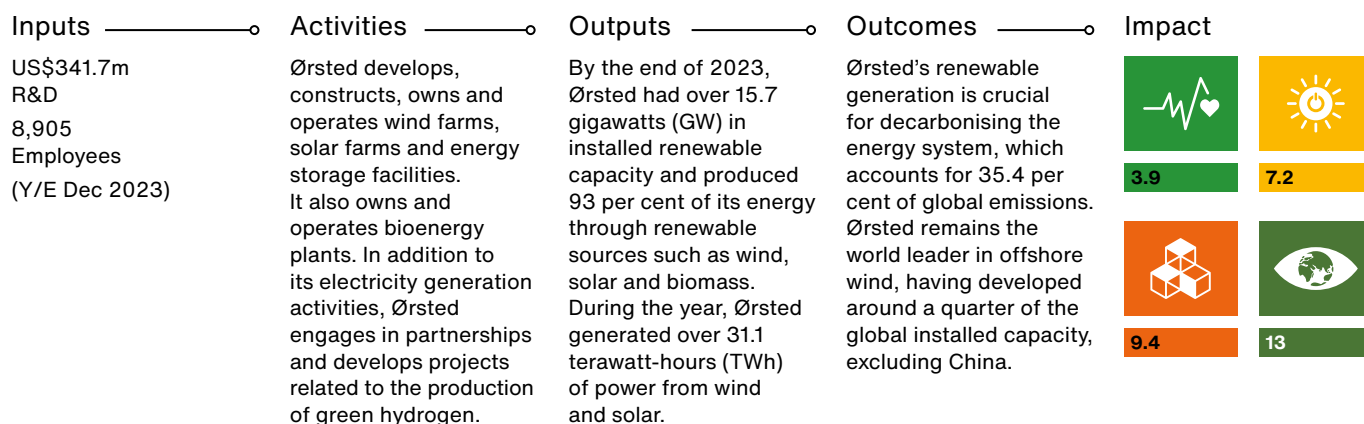 Inputs
US$341.7m
R&D
8,905
Employees
(Y/E Dec 2023)
Activities
Ørsted develops,
constructs, owns and
operates wind farms,
solar farms and energy
storage facilities.
It also owns and
operates bioenergy
plants. In addition to
its electricity generation
activities, Ørsted
engages in partnerships
and develops projects
related to the production
of green hydrogen.
Outputs
By the end of 2023,
Ørsted had over 15.7
gigawatts (GW) in
installed renewable
capacity and produced
93 per cent of its energy
through renewable
sources such as wind,
solar and biomass.
During the year, Ørsted
generated over 31.1
terawatt-hours (TWh)
of power from wind
and solar.
Outcomes
Ørsted’s renewable
generation is crucial
for decarbonising the
energy system, which
accounts for 35.4 per
cent of global emissions.
Ørsted remains the
world leader in offshore
wind, having developed
around a quarter of the
global installed capacity,
excluding China.
Impact
3.9
7.2
9.4
13